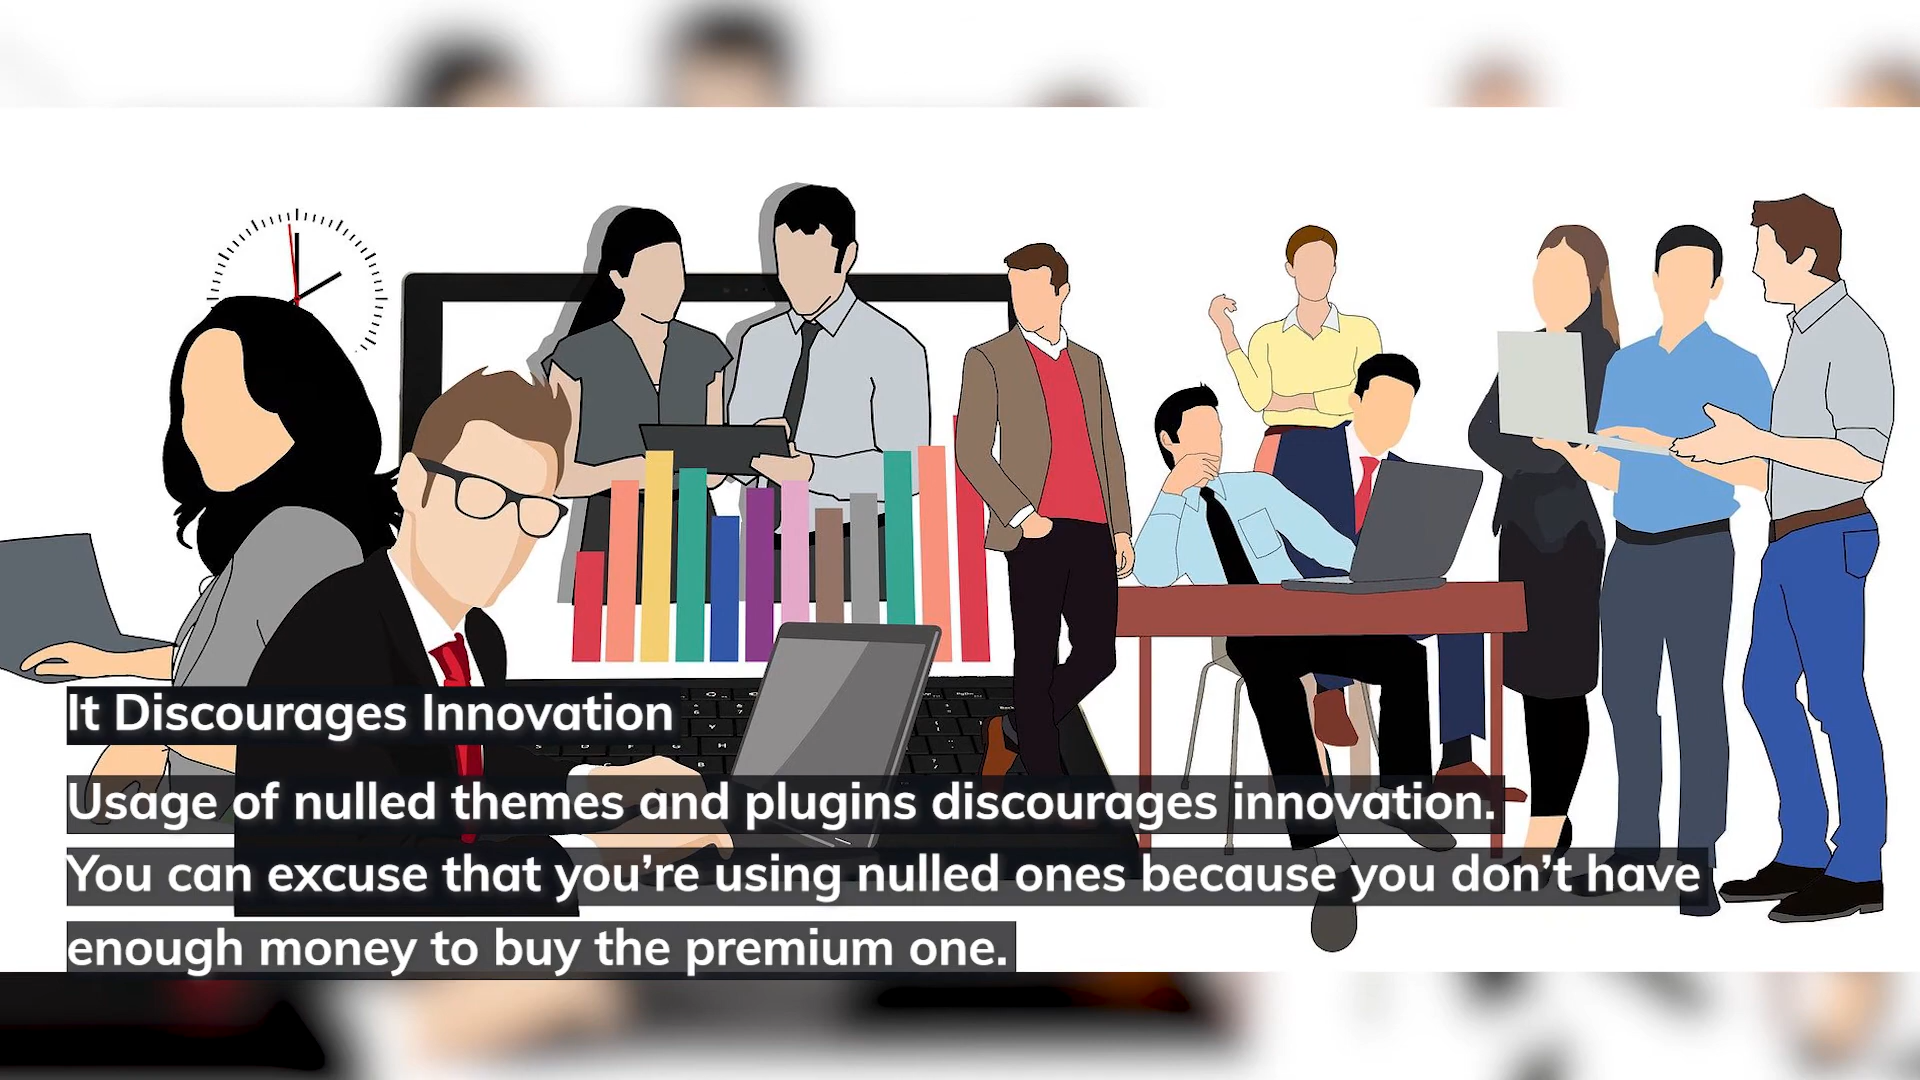 It Discourages Innovation
Usage of nulled themes and plugins discourages innovation.
You can excuse that you’re using nulled ones because you don’t have
enough money to buy the premium one.